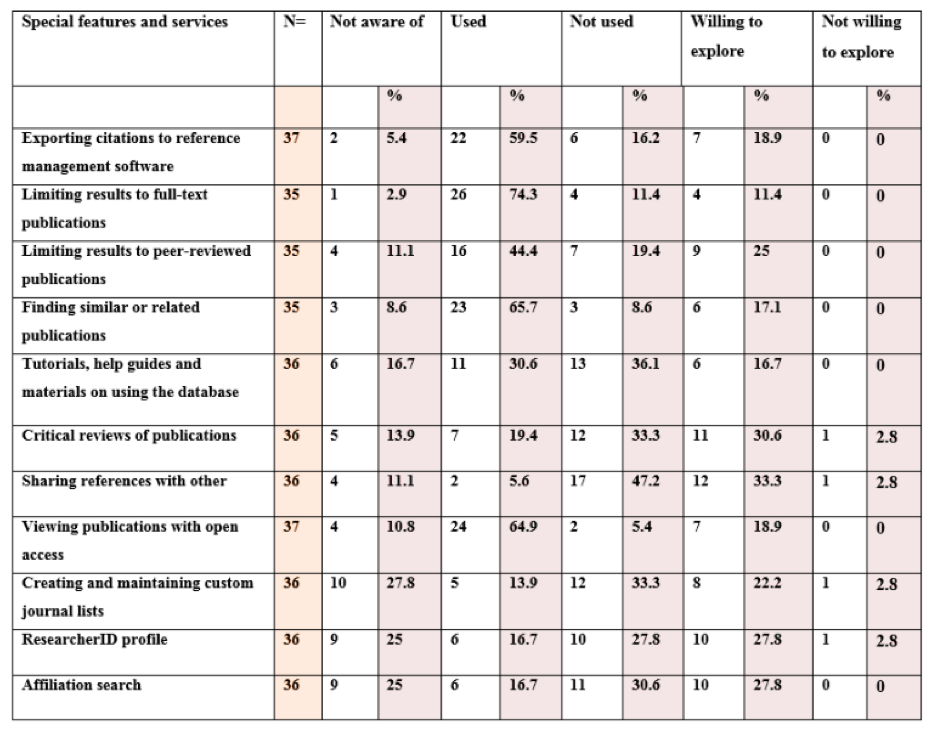 Special features and services N= Not aware of Used Not used Willing to Not willing
explore to explore
% % % % %
Exporting citations to reference 37 2 5.4 22 59.5 6 16.2 7 18.9 0 0
management software
Limiting results to full-text 35 1 2.9 26 74.3 4 11.4 4 11.4 0 0
publications
Limiting results to peer-reviewed 35 4 11.1 16 44.4 7 19.4 9 25 0 0
publications
Finding similar or related 35 3 8.6 23 65.7 3 8.6 6 17.1 0 0
publications
Tutorials, help guides and 36 6 16.7 11 30.6 13 36.1 6 16.7 0 0
materials on using the database
Critical reviews of publications 36 5 13.9 7 19.4 12 33.3 11 30.6 1 2.8
Sharing references with other 36 4 11.1 2 5.6 17 47.2 12 33.3 1 2.8
Viewing publications with open 37 4 10.8 24 64.9 2 5.4 7 18.9 0 0
access
Creating and maintaining custom 36 10 27.8 5 13.9 12 33.3 8 22.2 1 2.8
journal lists
ResearcherID profile 36 9 25 6 16.7 10 27.8 10 27.8 1 2.8
Affiliation search 36 9 25 6 16.7 11 30.6 10 27.8 0 0